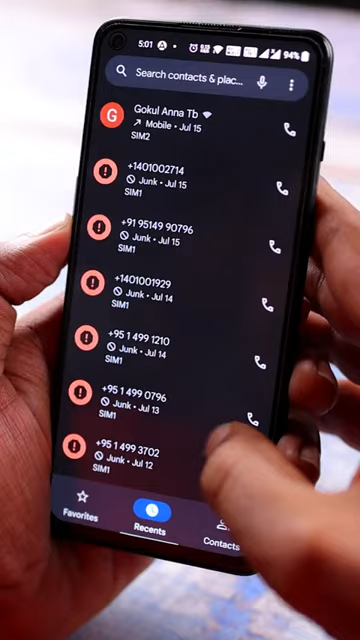 5:01
94%
Search contacts & plac...
G
Gokul Anna Tb
Mobile • Jul 15
SIM2
+1401002714
Junk • Jul 15
SIM1
+91 95149 90796
Junk • Jul 15
SIM1
+1401001929
Junk • Jul 14
SIM1
+95 1 499 1210
Junk • Jul 14
SIM1
+95 1 499 0796
Junk • Jul 13
SIM1
+95 1 499 3702
Junk • Jul 12
SIM1
Favorites
Recents
Contacts